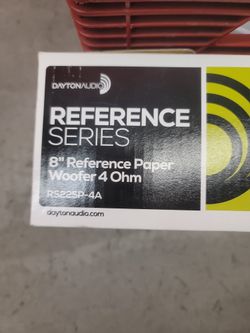 DAYTONAUDIO
REFERENCE
SERIES
8" Reference Paper
Woofer 4 Ohm
RS225P-4A
daytonaudio.com